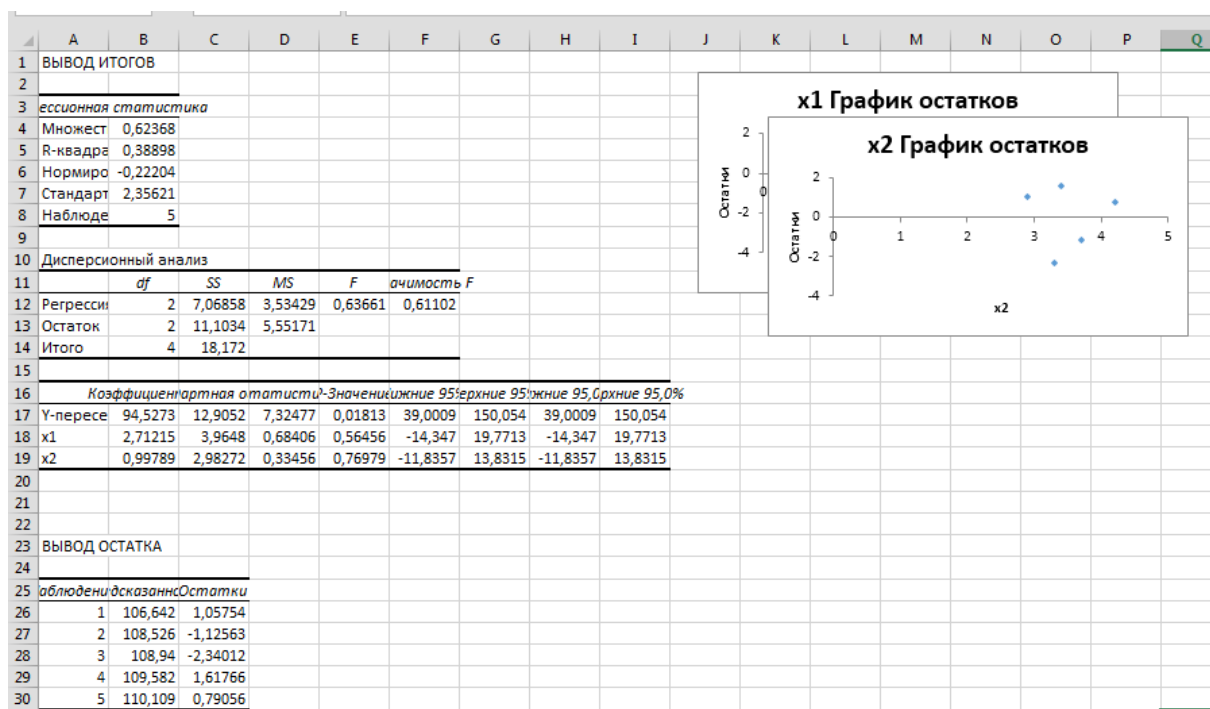 A B C D E F G H I J K L M N O P Q
1 ВЫВОД ИТОГОВ
2
3 ессионная статистика
4 Множест 0,62368
5 R-квадра 0,38898
6 Нормиро -0,22204
7 Стандарт 2,35621
8 Наблюде 5
9
10 Дисперсионный анализ
11 df SS MS F ачимость F
12 Регресси 2 7,06858 3,53429 0,63661 0,61102
13 Остаток 2 11,1034 5,55171
14 Итого 4 18,172
15
16 Коэффициен артная о татисти Р-Значени ижние 95 ерхние 95 жние 95,0 рхние 95,0%
17 Y-пересе 94,5273 12,9052 7,32477 0,01813 39,0009 150,054 39,0009 150,054
18 x1 2,71215 3,9648 0,68406 0,56456 -14,347 19,7713 -14,347 19,7713
19 x2 0,99789 2,98272 0,33456 0,76979 -11,8357 13,8315 -11,8357 13,8315
20
21
22
23 ВЫВОД ОСТАТКА
24
25 аблюдени дсказанно Остатки
26 1 106,642 1,05754
27 2 108,526 -1,12563
28 3 108,94 -2,34012
29 4 109,582 1,61766
30 5 110,109 0,79056
x1 График остатков
Остатки
2
0
-2
-4
0
x2 График остатков
Остатки
2
0
-2
-4
0 1 2 3 4 5
x2